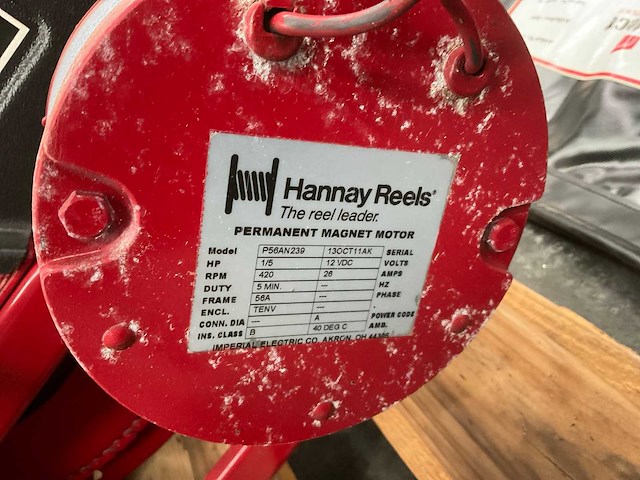 Hannay Reels®
The reel leader.
PERMANENT MAGNET MOTOR
Model P56AN239 13OCT11AK SERIAL
HP 1/5 12 VDC VOLTS
RPM 420 26 AMPS
DUTY 5 MIN. --- HZ
FRAME 56A --- PHASE
ENCL. TENV ---
CONN. DIA --- A POWER CODE
INS. CLASS B 40 DEG C AMB.
IMPERIAL ELECTRIC CO. AKRON, OH 44305